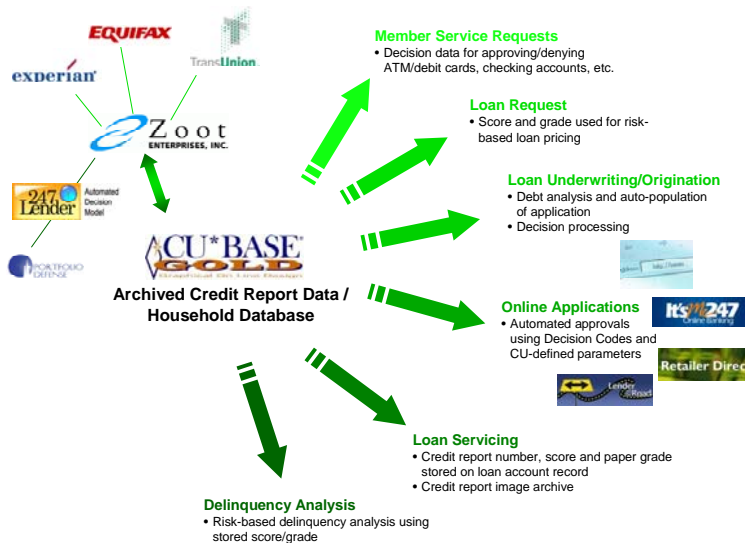 EQUIFAX
TransUnion.
experian
Zoot
ENTERPRISES, INC.
247
Lender
Automated
Decision
Model
PORTFOLIO
DEFENSE
CU*BASE
GOLD
Graphical On Line Design
Archived Credit Report Data /
Household Database
Member Service Requests
• Decision data for approving/denying
ATM/debit cards, checking accounts, etc.
Loan Request
• Score and grade used for risk-
based loan pricing
Loan Underwriting/Origination
• Debt analysis and auto-population
of application
• Decision processing
Online Applications
• Automated approvals
using Decision Codes and
CU-defined parameters
It'sMe247
Online Banking
Retailer Direc
Lender
Road
Loan Servicing
• Credit report number, score and paper grade
stored on loan account record
• Credit report image archive
Delinquency Analysis
• Risk-based delinquency analysis using
stored score/grade